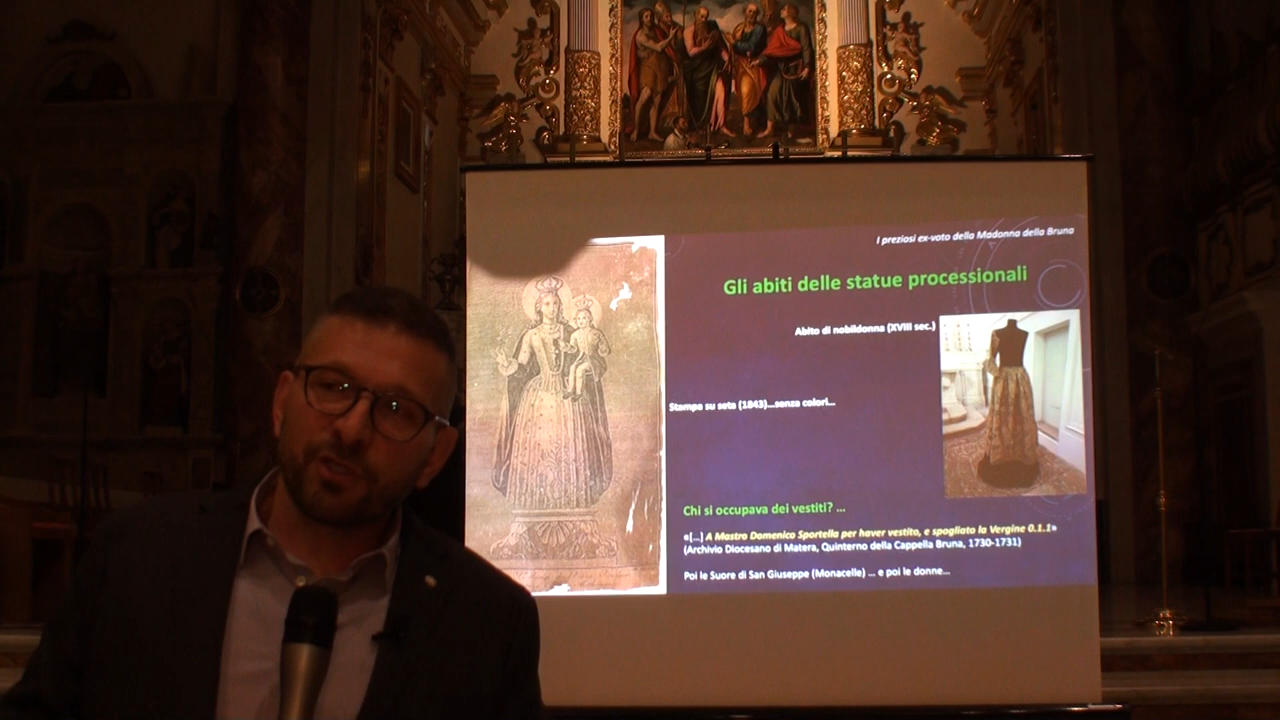 I preziosi ex-voto della Madonna della Bruna
Gli abiti delle statue processionali
Abito di nobildonna (XVIII sec.)
Stampa su seta (1843)...senza colori...
Chi si occupava dei vestiti? ...
«[...] A Mastro Domenico Sportella per haver vestito, e spogliato la Vergine 0.1.1»
(Archivio Diocesano di Matera, Quinterno della Cappella Bruna, 1730-1731)
Poi le Suore di San Giuseppe (Monacelle) ... e poi le donne...